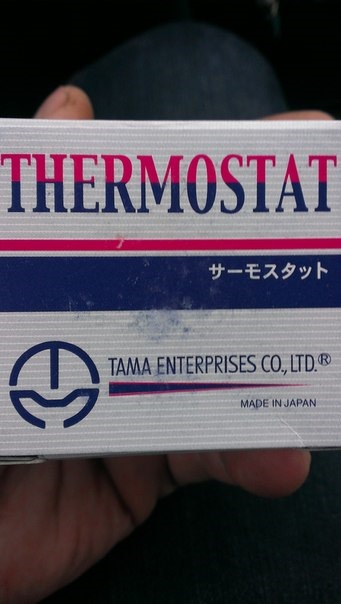 THERMOSTAT
サーモスタット
TAMA ENTERPRISES CO., LTD.®
MADE IN JAPAN